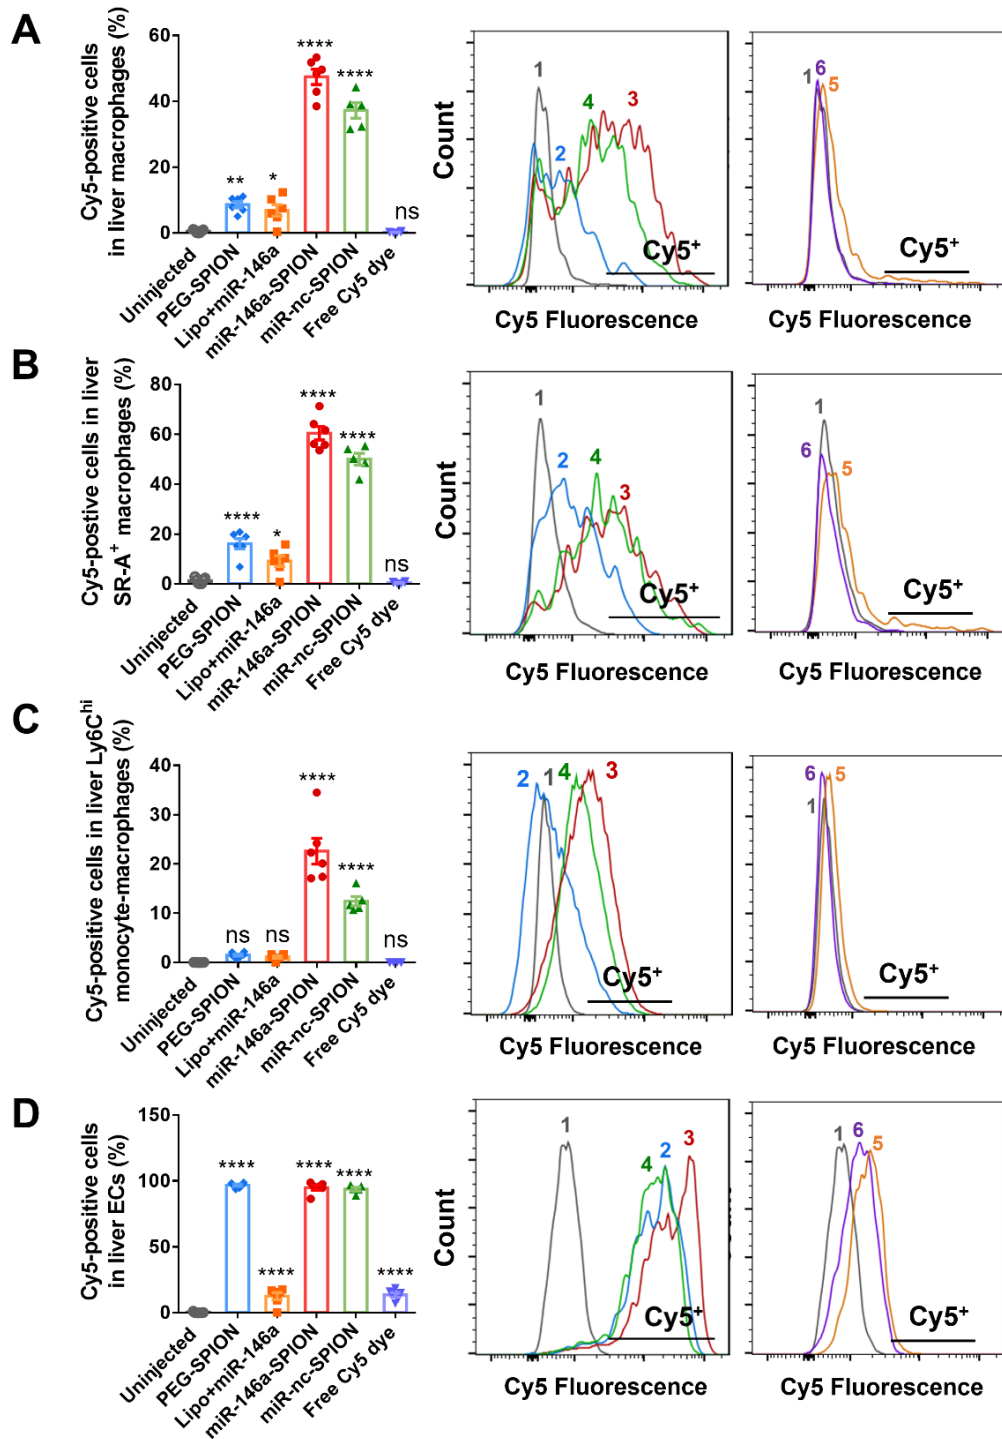 A
Cy5-positive cells
in liver macrophages (%)
60
40
20
0
**
*
****
****
ns
Uninjected
PEG-SPION
Lipo+miR-146a
miR-146a-SPION
miR-nc-SPION
Free Cy5 dye
Count
1
2
4
3
Cy5+
Cy5 Fluorescence
1
6
5
Cy5+
Cy5 Fluorescence
B
Cy5-postive cells in liver
SR-A+ macrophages (%)
80
60
40
20
0
****
*
****
****
ns
Uninjected
PEG-SPION
Lipo+miR-146a
miR-146a-SPION
miR-nc-SPION
Free Cy5 dye
Count
1
2
4
3
Cy5+
Cy5 Fluorescence
1
6
5
Cy5+
Cy5 Fluorescence
C
Cy5-positive cells in liver Ly6Chi
monocyte-macrophages (%)
40
30
20
10
0
ns
ns
****
****
ns
Uninjected
PEG-SPION
Lipo+miR-146a
miR-146a-SPION
miR-nc-SPION
Free Cy5 dye
2
1
4
3
Cy5+
Cy5 Fluorescence
6
5
1
Cy5+
Cy5 Fluorescence
D
Cy5-positive cells
in liver ECs (%)
150
100
50
0
****
****
****
****
****
Uninjected
PEG-SPION
Lipo+miR-146a
miR-146a-SPION
miR-nc-SPION
Free Cy5 dye
Count
1
4
2
3
Cy5+
Cy5 Fluorescence
1
6
5
Cy5+
Cy5 Fluorescence